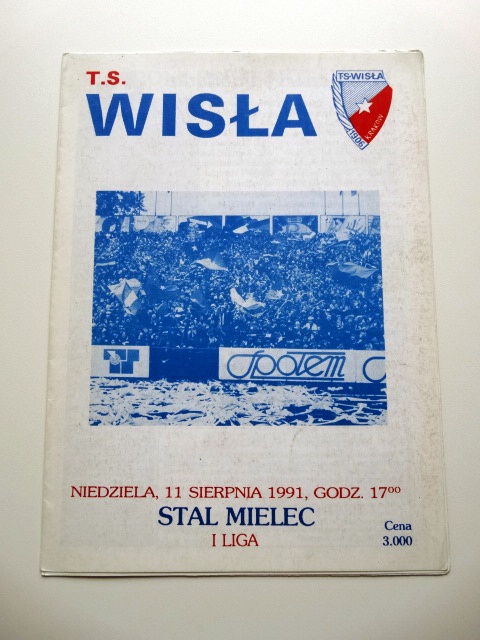 T.S.
WISŁA
TS WISŁA
1906
KRAKÓW
Społem
NIEDZIELA, 11 SIERPNIA 1991, GODZ. 17⁰⁰
STAL MIELEC
I LIGA
Cena
3.000